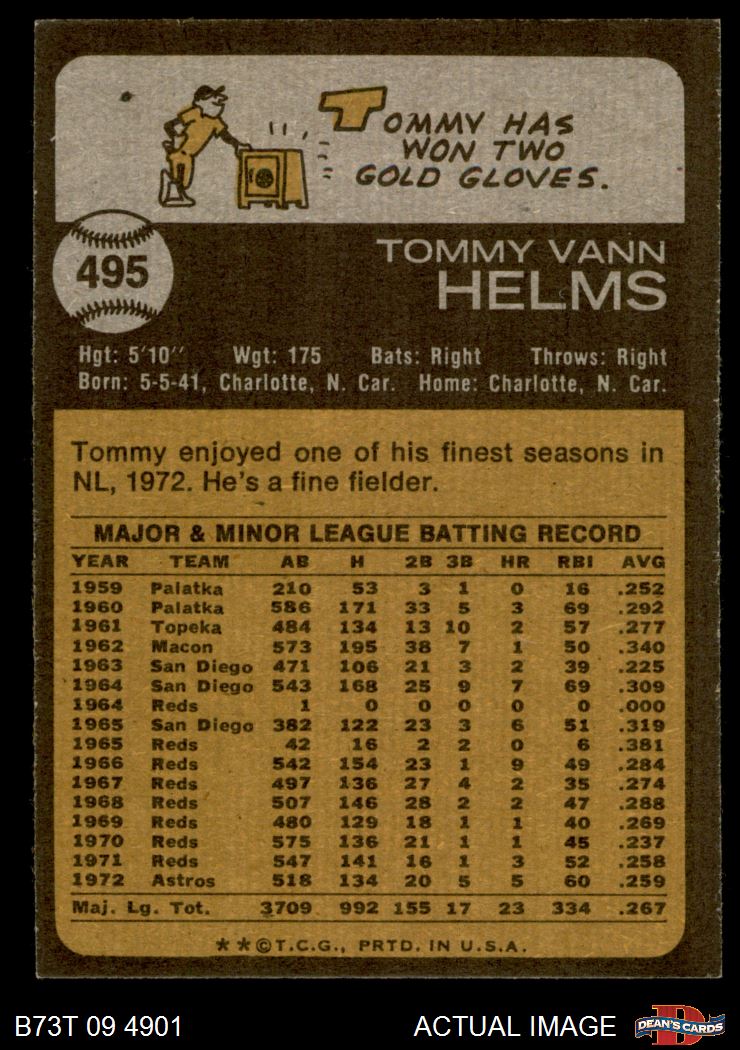 TOMMY HAS
WON TWO
GOLD GLOVES.
495
TOMMY VANN
HELMS
Hgt: 5'10" Wgt: 175 Bats: Right Throws: Right
Born: 5-5-41, Charlotte, N. Car. Home: Charlotte, N. Car.
Tommy enjoyed one of his finest seasons in
NL, 1972. He's a fine fielder.
MAJOR & MINOR LEAGUE BATTING RECORD
YEAR TEAM AB H 2B 3B HR RBI AVG
1959 Palatka 210 53 3 1 0 16 .252
1960 Palatka 586 171 33 5 3 69 .292
1961 Topeka 484 134 13 10 2 57 .277
1962 Macon 573 195 38 7 1 50 .340
1963 San Diego 471 106 21 3 2 39 .225
1964 San Diego 543 168 25 9 7 69 .309
1964 Reds 1 0 0 0 0 0 .000
1965 San Diego 382 122 23 3 6 51 .319
1965 Reds 42 16 2 2 0 6 .381
1966 Reds 542 154 23 1 9 49 .284
1967 Reds 497 136 27 4 2 35 .274
1968 Reds 507 146 28 2 2 47 .288
1969 Reds 480 129 18 1 1 40 .269
1970 Reds 575 136 21 1 1 45 .237
1971 Reds 547 141 16 1 3 52 .258
1972 Astros 518 134 20 5 5 60 .259
Maj. Lg. Tot. 3709 992 155 17 23 334 .267
**©T.C.G., PRTD. IN U.S.A.
B73T 09 4901 ACTUAL IMAGE
D
DEAN'S CARDS